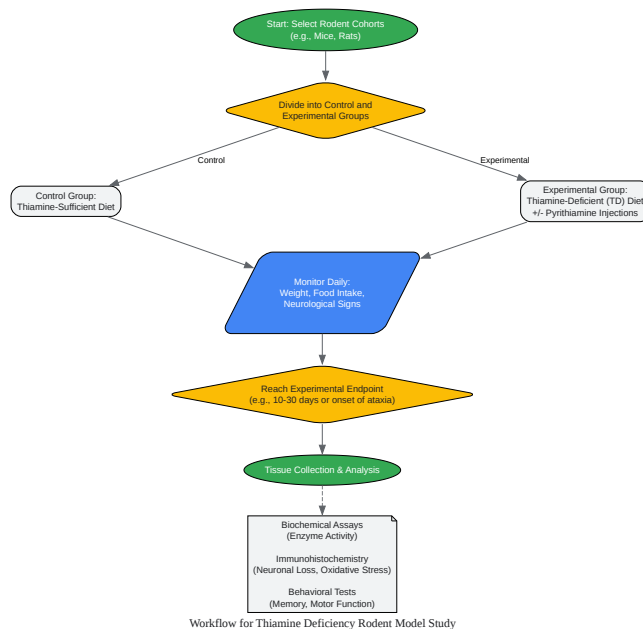 Start: Select Rodent Cohorts
(e.g., Mice, Rats)
Divide into Control and
Experimental Groups
Control
Experimental
Control Group:
Thiamine-Sufficient Diet
Experimental Group:
Thiamine-Deficient (TD) Diet
+/- Pyrithiamine Injections
Monitor Daily:
Weight, Food Intake,
Neurological Signs
Reach Experimental Endpoint
(e.g., 10-30 days or onset of ataxia)
Tissue Collection & Analysis
Biochemical Assays
(Enzyme Activity)
Immunohistochemistry
(Neuronal Loss, Oxidative Stress)
Behavioral Tests
(Memory, Motor Function)
Workflow for Thiamine Deficiency Rodent Model Study